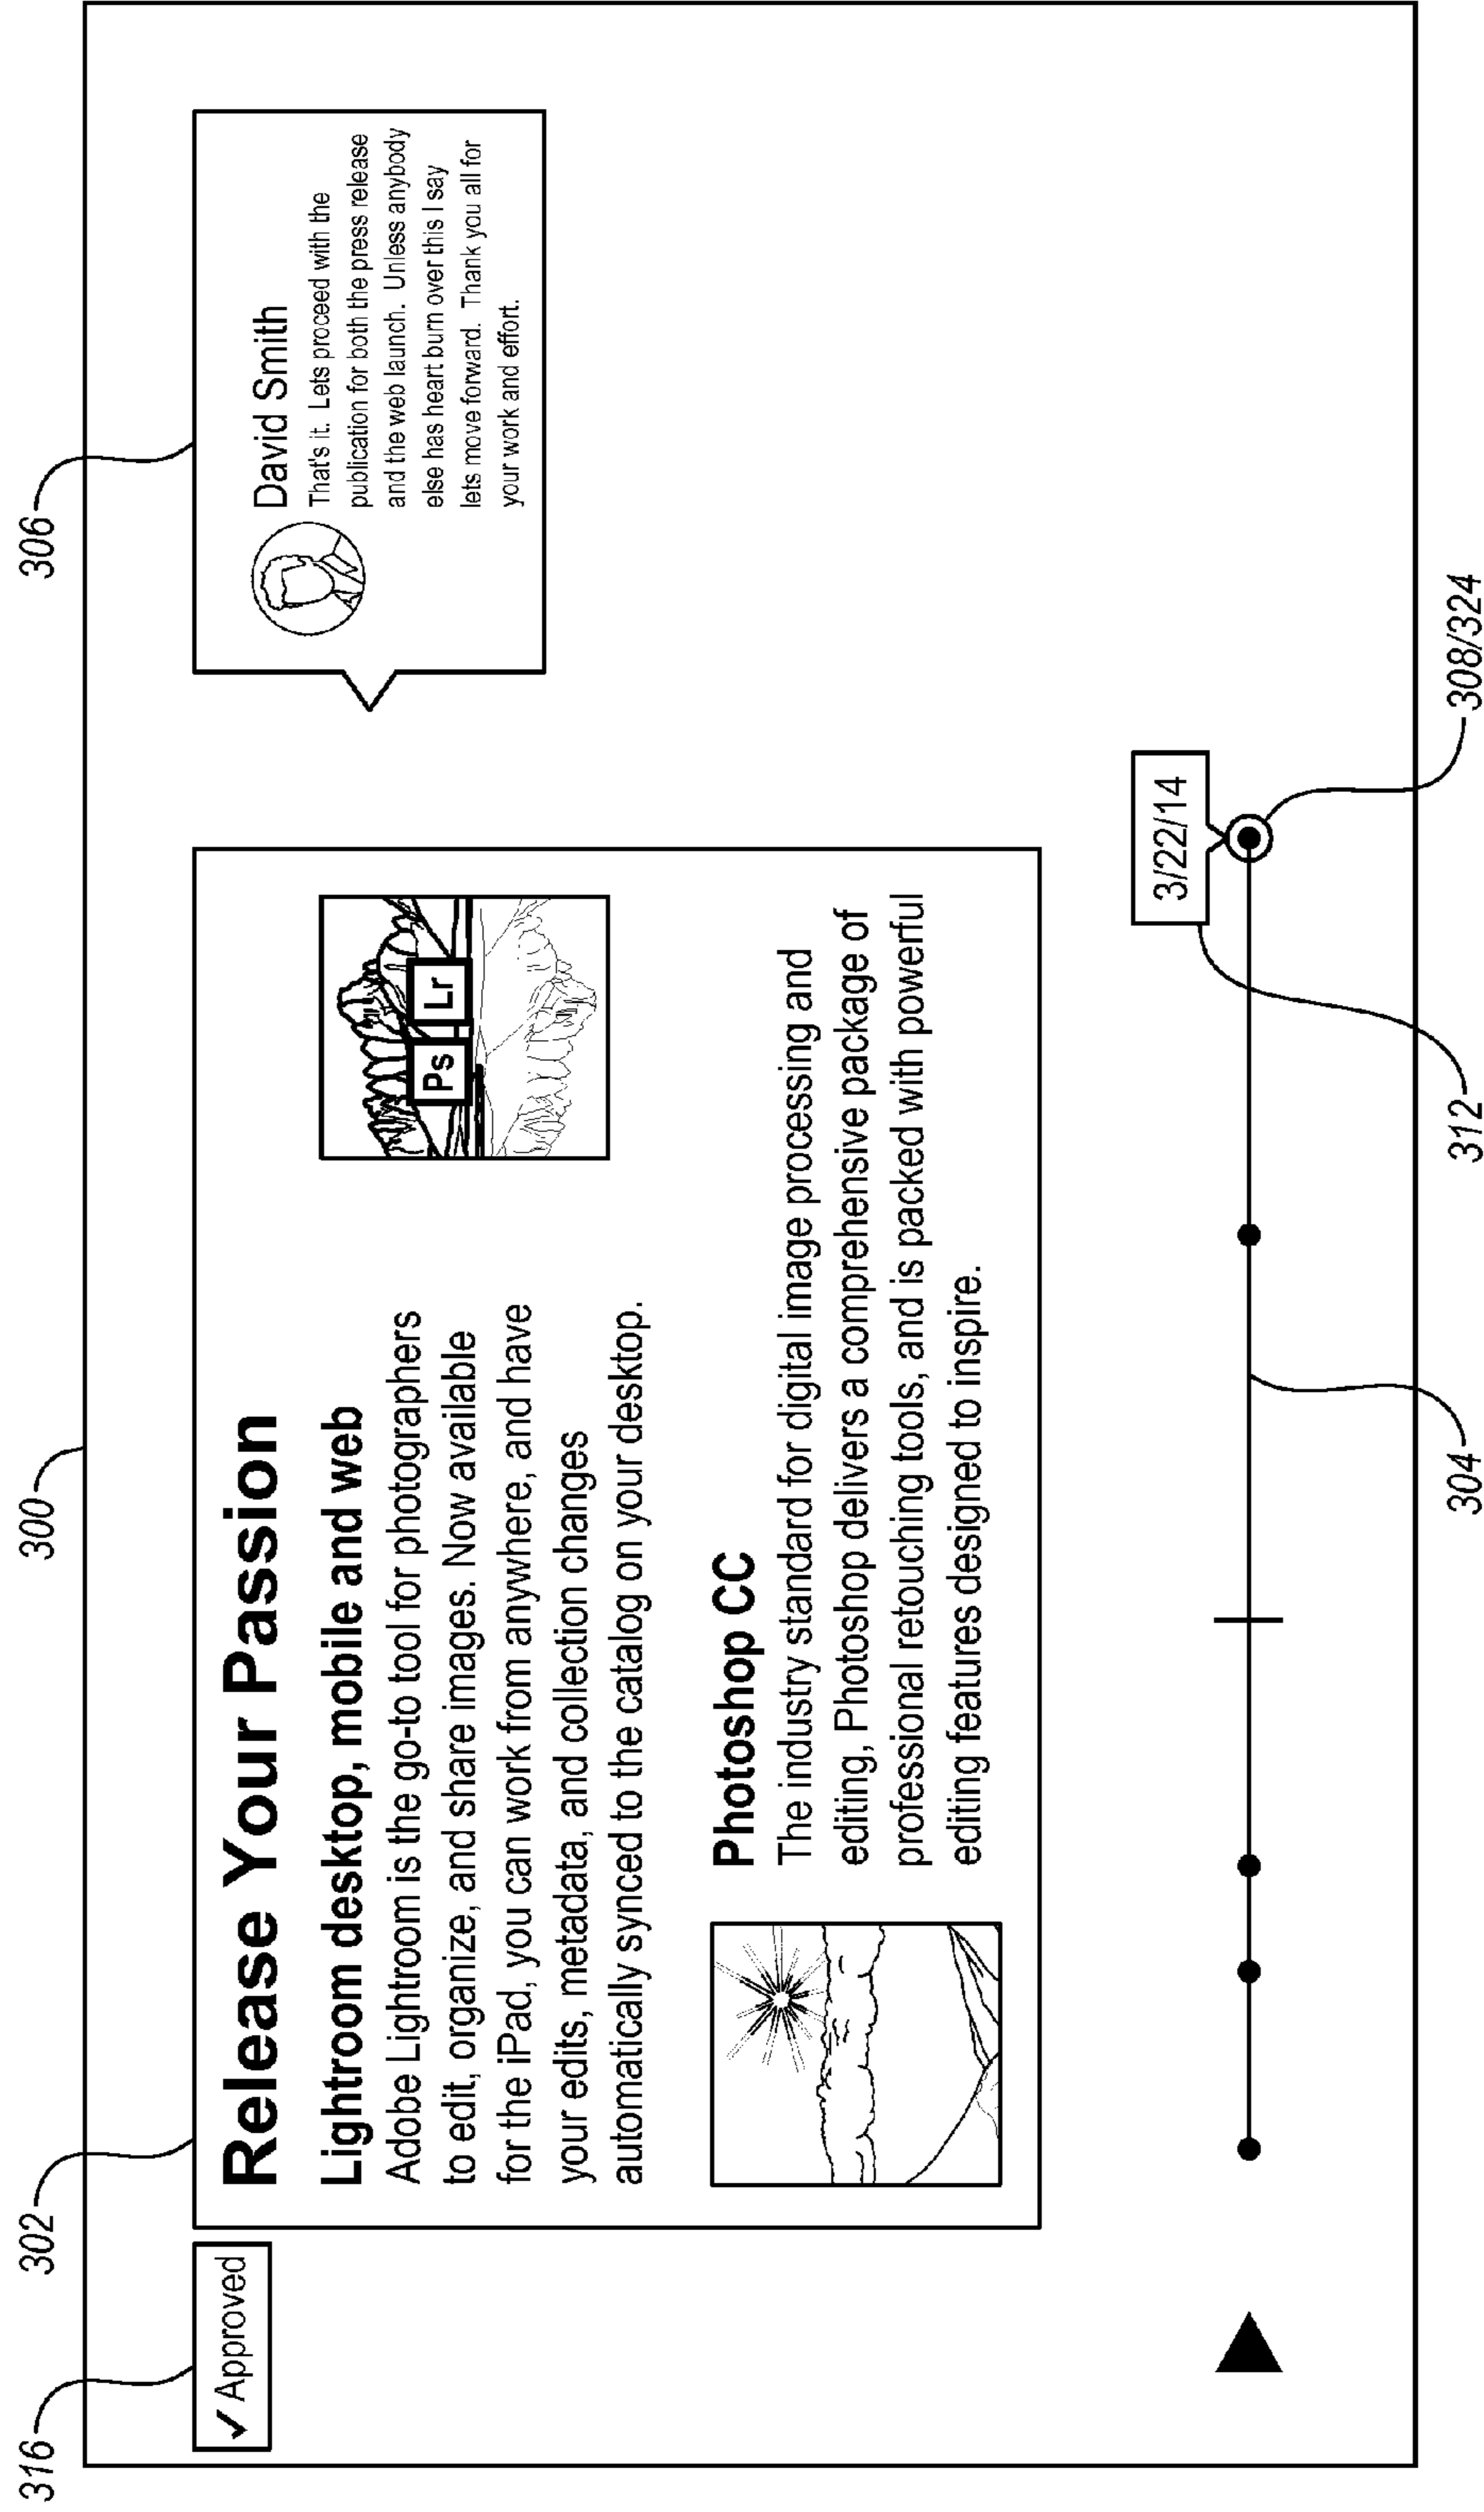 316
302
300
306
✓ Approved
Release Your Passion
Lightroom desktop, mobile and web
Adobe Lightroom is the go-to tool for photographers
to edit, organize, and share images. Now available
for the iPad, you can work from anywhere, and have
your edits, metadata, and collection changes
automatically synced to the catalog on your desktop.
Ps
Lr
Photoshop CC
The industry standard for digital image processing and
editing, Photoshop delivers a comprehensive package of
professional retouching tools, and is packed with powerful
editing features designed to inspire.
David Smith
That's it. Lets proceed with the
publication for both the press release
and the web launch. Unless anybody
else has heart burn over this I say
lets move forward. Thank you all for
your work and effort.
3/22/14
304
312
308/324